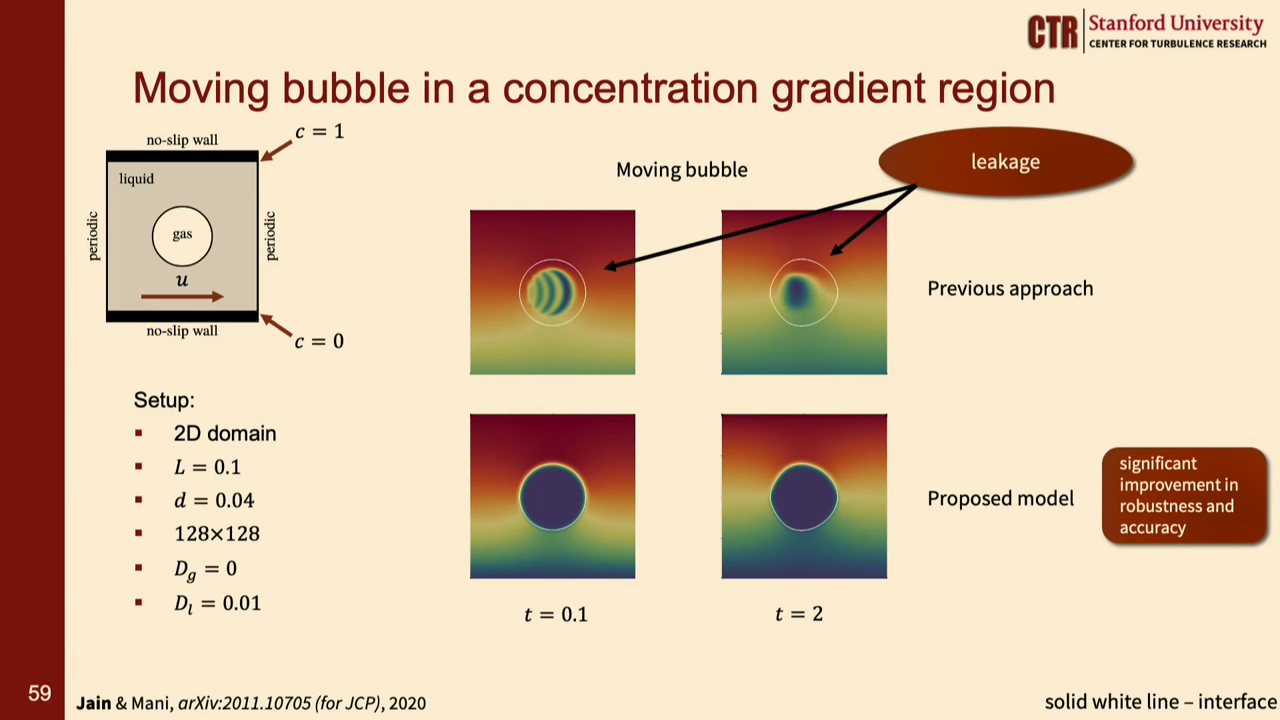 CTR Stanford University
CENTER FOR TURBULENCE RESEARCH
Moving bubble in a concentration gradient region
no-slip wall
c = 1
liquid
periodic
gas
periodic
u
no-slip wall
c = 0
Moving bubble
leakage
Previous approach
Proposed model
significant
improvement in
robustness and
accuracy
t = 0.1
t = 2
Setup:
▪ 2D domain
▪ L = 0.1
▪ d = 0.04
▪ 128×128
▪ D_g = 0
▪ D_l = 0.01
59
Jain & Mani, arXiv:2011.10705 (for JCP), 2020
solid white line – interface